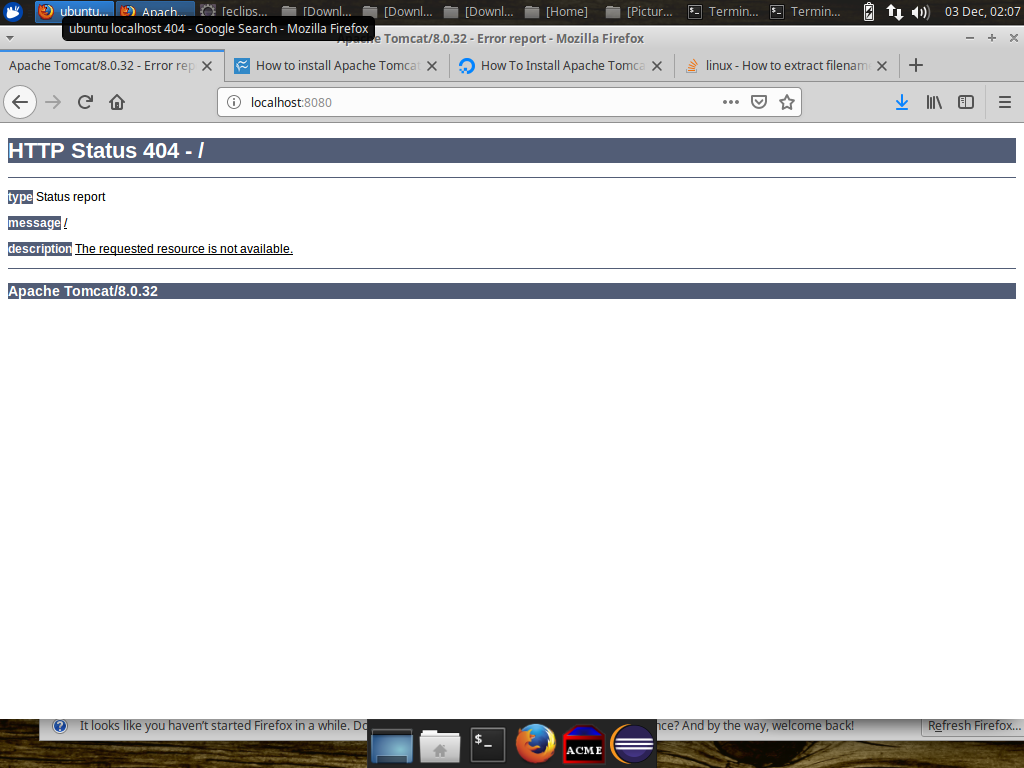 ubuntu... Apach... [eclips... [Downl... [Downl... [Downl... [Home] [Pictur... Termin... Termin... 03 Dec, 02:07
ubuntu localhost 404 - Google Search - Mozilla Firefox
Apache Tomcat/8.0.32 - Error report - Mozilla Firefox
Apache Tomcat/8.0.32 - Error rep How to install Apache Tomcat How To Install Apache Tomca linux - How to extract filenam
localhost:8080
HTTP Status 404 - /
type Status report
message /
description The requested resource is not available.
Apache Tomcat/8.0.32
It looks like you haven't started Firefox in a while. Do nce? And by the way, welcome back! Refresh Firefox...
$_
ACME